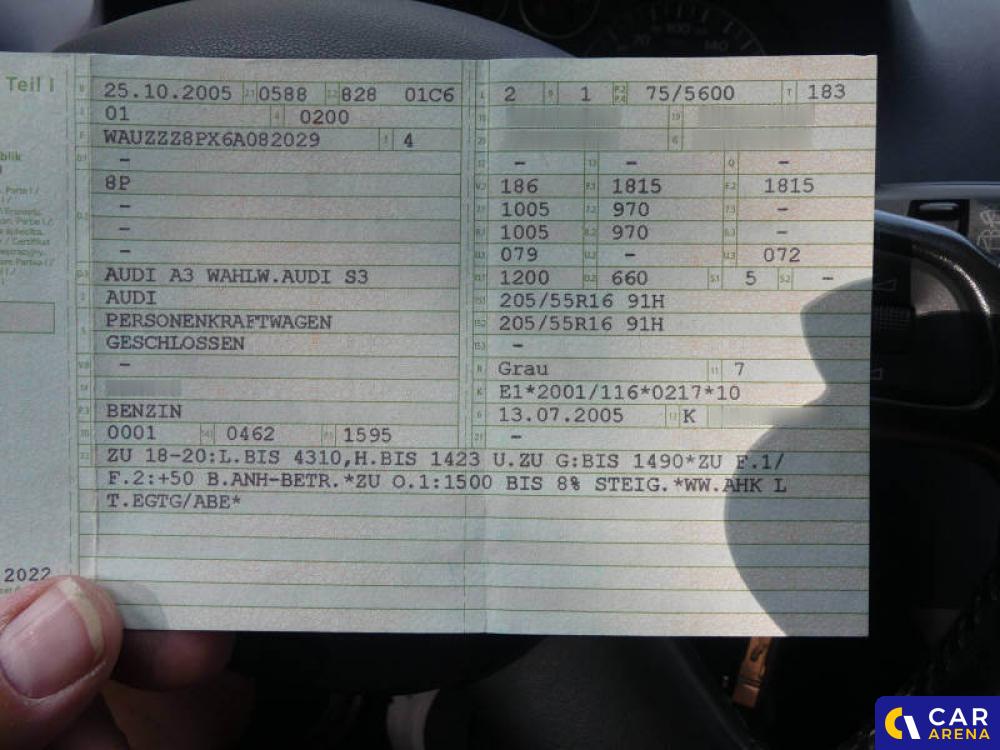 Teil I
25.10.2005 0588 828 01C6
01 0200
WAUZZZ8PX6A082029 4
-
8P
-
-
-
AUDI A3 WAHLW.AUDI S3
AUDI
PERSONENKRAFTWAGEN
GESCHLOSSEN
-
BENZIN
0001 0462 1595
2 1 75/5600 T 183
- - Q -
186 1815 1815
1005 970 -
1005 970 -
079 - 072
1200 660 5 -
205/55R16 91H
205/55R16 91H
-
R Grau 11 7
K E1*2001/116*0217*10
6 13.07.2005 17 K
21 -
ZU 18-20:L.BIS 4310,H.BIS 1423 U.ZU G:BIS 1490*ZU F.1/
F.2:+50 B.ANH-BETR.*ZU O.1:1500 BIS 8% STEIG.*WW.AHK L
T.EGTG/ABE*
2022
CAR
ARENA